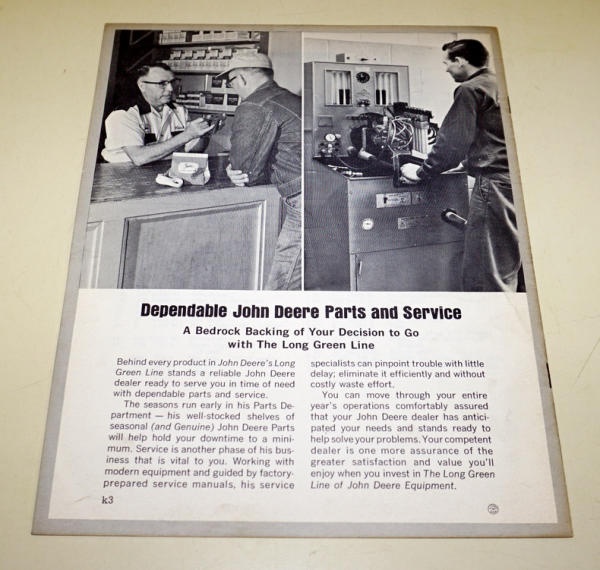 Dependable John Deere Parts and Service
A Bedrock Backing of Your Decision to Go
with The Long Green Line
Behind every product in John Deere's Long
Green Line stands a reliable John Deere
dealer ready to serve you in time of need
with dependable parts and service.
The seasons run early in his Parts De-
partment — his well-stocked shelves of
seasonal (and Genuine) John Deere Parts
will help hold your downtime to a mini-
mum. Service is another phase of his bus-
iness that is vital to you. Working with
modern equipment and guided by factory-
prepared service manuals, his service
specialists can pinpoint trouble with little
delay; eliminate it efficiently and without
costly waste effort.
You can move through your entire
year's operations comfortably assured
that your John Deere dealer has antici-
pated your needs and stands ready to
help solve your problems. Your competent
dealer is one more assurance of the
greater satisfaction and value you'll
enjoy when you invest in The Long Green
Line of John Deere Equipment.
k3